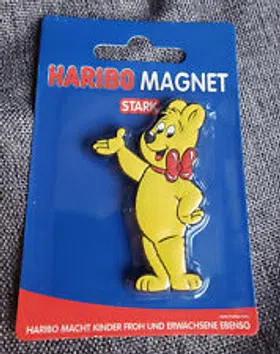 HARIBO MAGNET
STARK
HARIBO MACHT KINDER FROH UND ERWACHSENE EBENSO